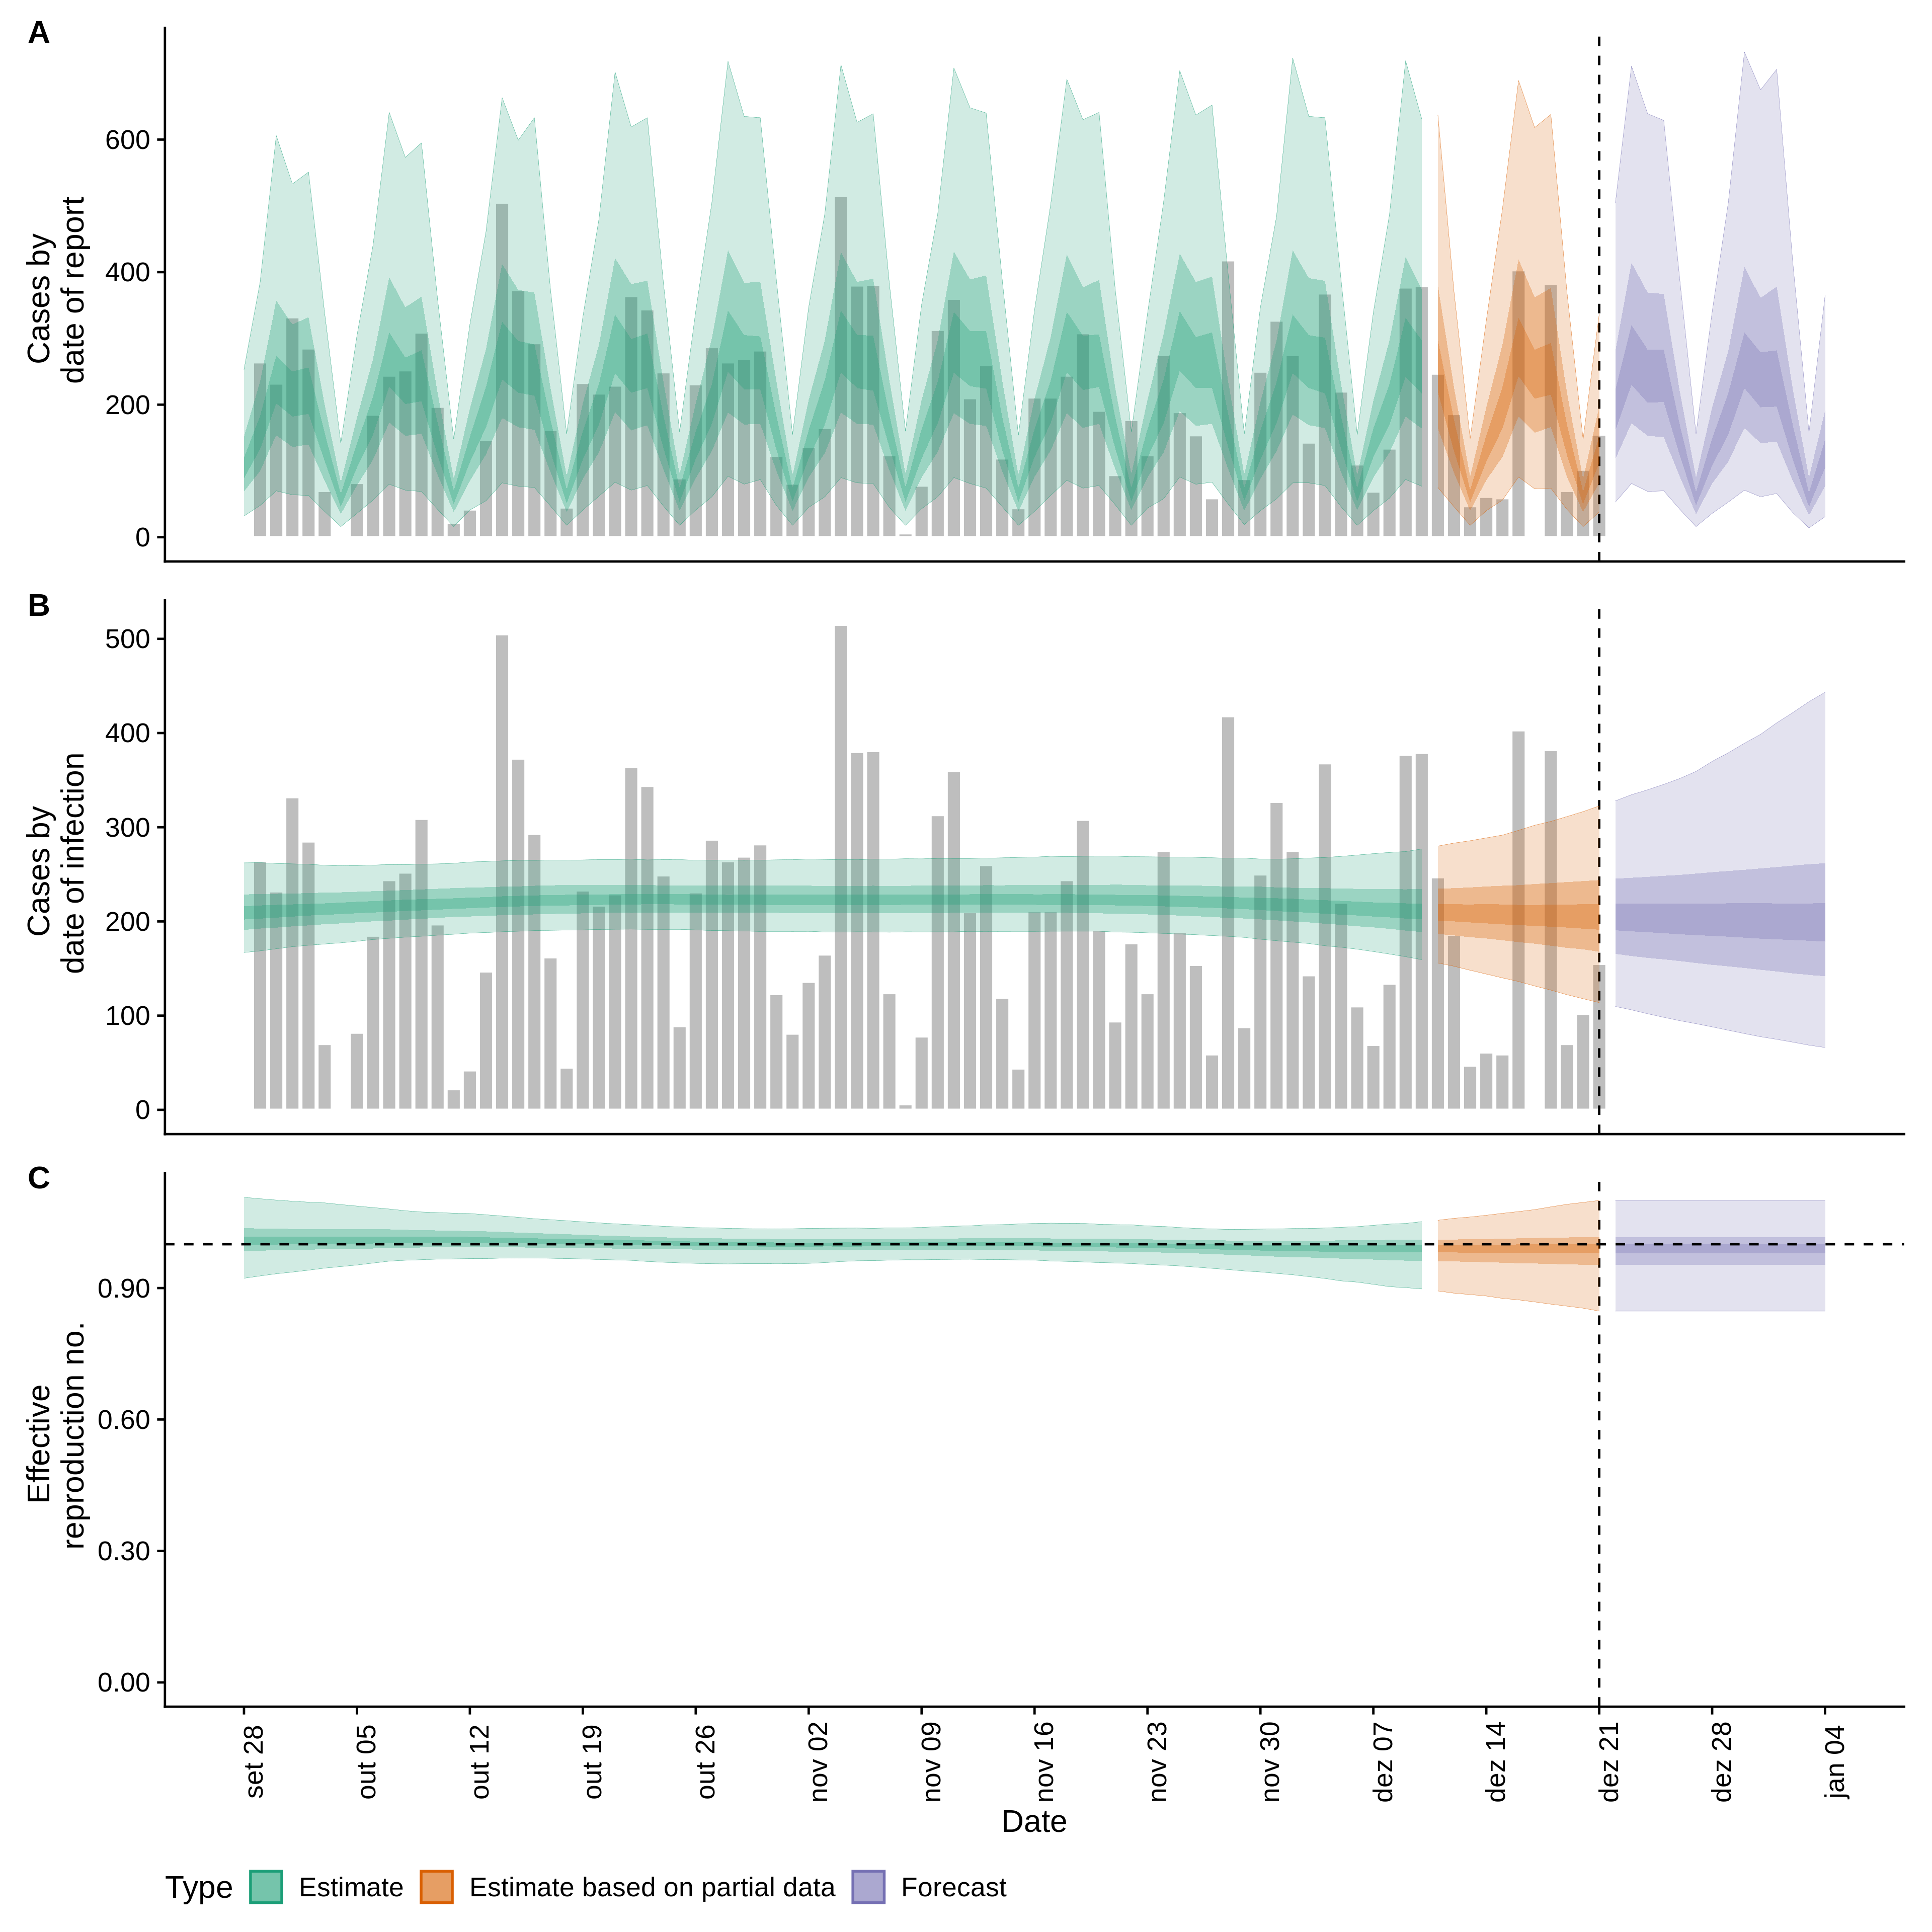 A
Cases by
date of report
600
400
200
0
B
Cases by
date of infection
500
400
300
200
100
0
C
Effective
reproduction no.
0.90
0.60
0.30
0.00
set 28
out 05
out 12
out 19
out 26
nov 02
nov 09
nov 16
nov 23
nov 30
dez 07
dez 14
dez 21
dez 28
jan 04
Date
Type Estimate Estimate based on partial data Forecast